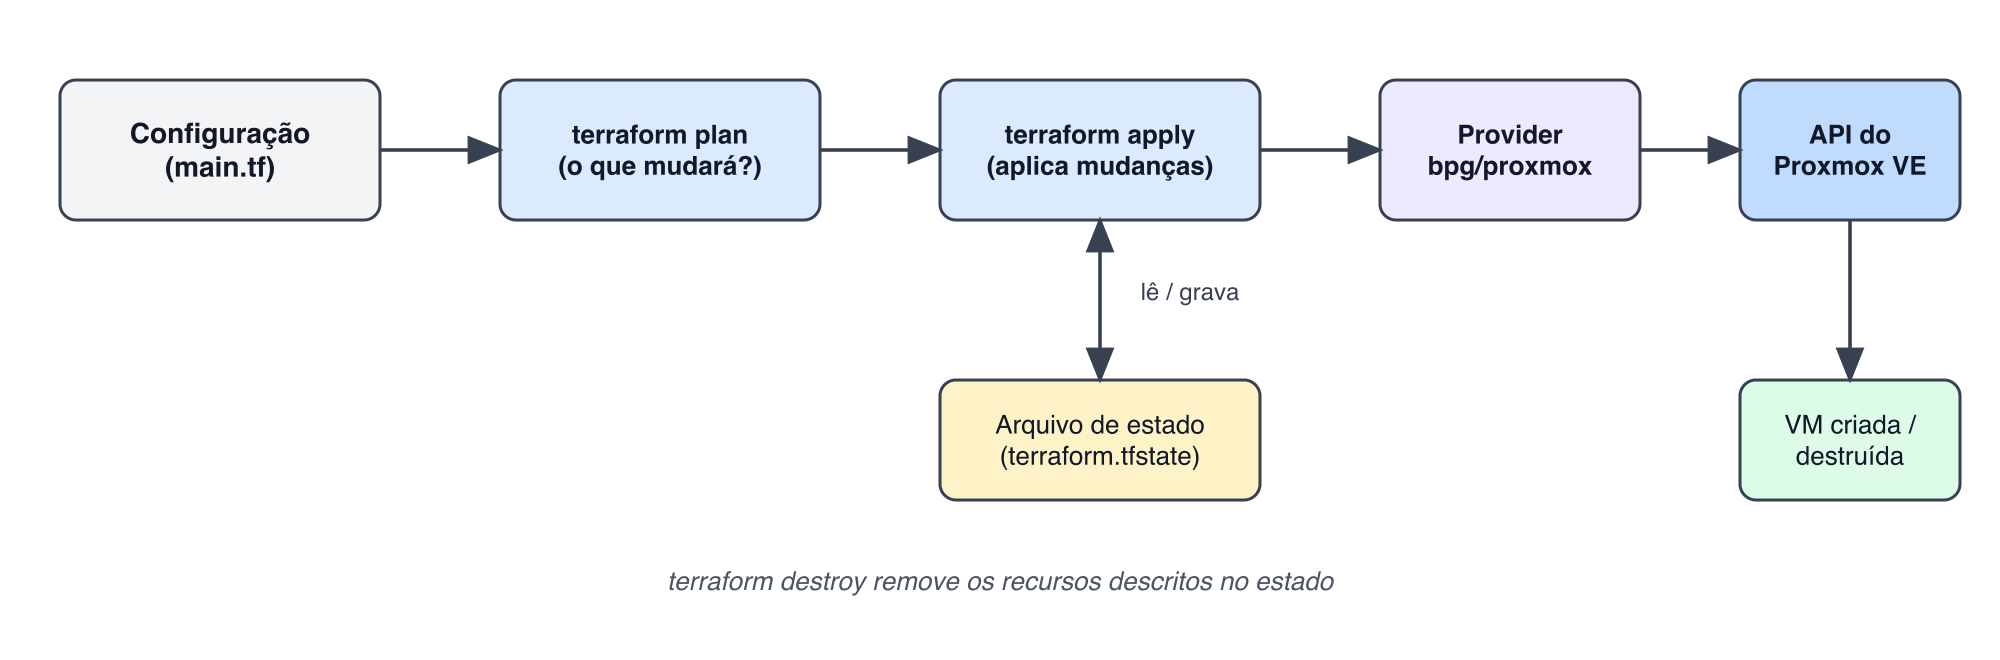 Configuração
(main.tf)
terraform plan
(o que mudará?)
terraform apply
(aplica mudanças)
Provider
bpg/proxmox
API do
Proxmox VE
lê / grava
Arquivo de estado
(terraform.tfstate)
VM criada /
destruída
terraform destroy remove os recursos descritos no estado